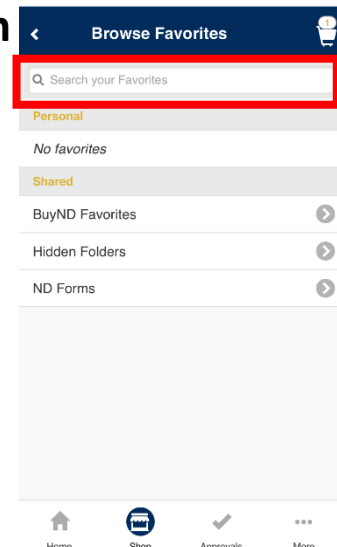 Browse Favorites
1
Search your Favorites
Personal
No favorites
Shared
BuyND Favorites
Hidden Folders
ND Forms
Home Shop Approvals More